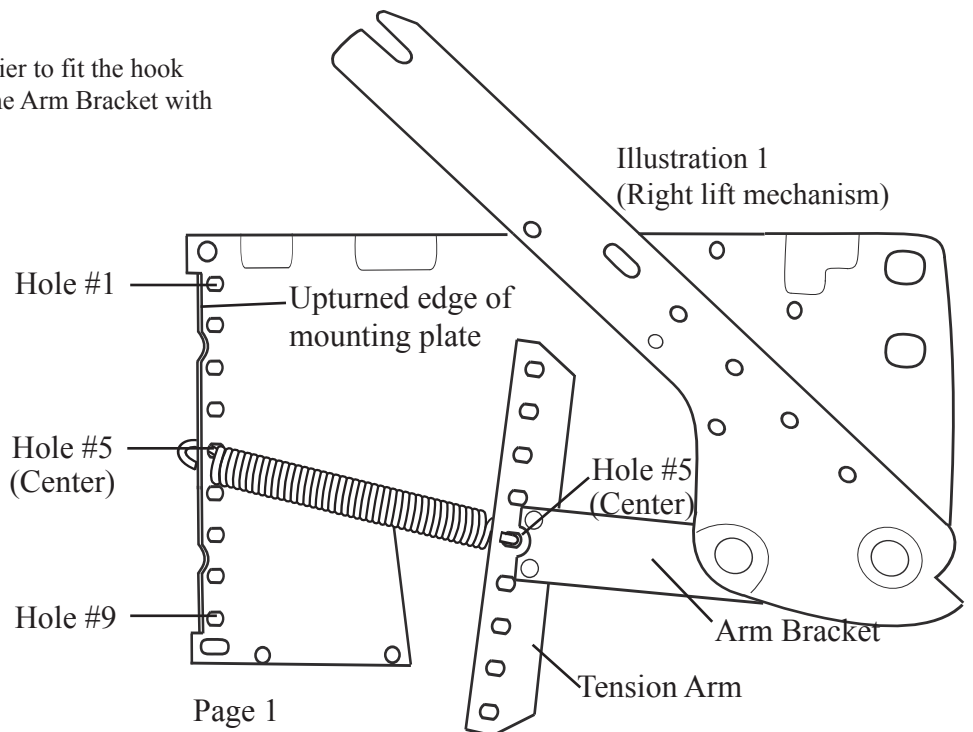 ier to fit the hook
ne Arm Bracket with
Illustration 1
(Right lift mechanism)
Hole #1
Upturned edge of
mounting plate
Hole #5
(Center)
Hole #5
(Center)
Hole #9
Arm Bracket
Tension Arm
Page 1